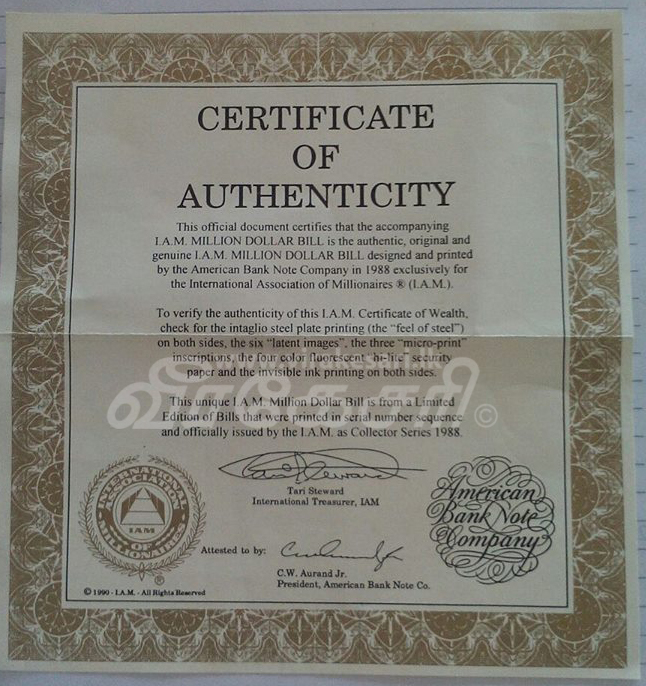 CERTIFICATE
OF
AUTHENTICITY
This official document certifies that the accompanying
I.A.M. MILLION DOLLAR BILL is the authentic, original and
genuine I.A.M. MILLION DOLLAR BILL designed and printed
by the American Bank Note Company in 1988 exclusively for
the International Association of Millionaires ® (I.A.M.).
To verify the authenticity of this I.A.M. Certificate of Wealth,
check for the intaglio steel plate printing (the “feel of steel”)
on both sides, the six “latent images”, the three “micro-print”
inscriptions, the four color fluorescent “hi-lite” security
paper and the invisible ink printing on both sides.
This unique I.A.M. Million Dollar Bill is from a Limited
Edition of Bills that were printed in serial number sequence
and officially issued by the I.A.M. as Collector Series 1988.
வீரகேசரி ©
Tari Steward
International Treasurer, IAM
INTERNATIONAL
ASSOCIATION
IAM
OF
®
American
Bank Note
Company
Attested to by:
C.W. Aurand Jr.
President, American Bank Note Co.
© 1990 - I.A.M. - All Rights Reserved